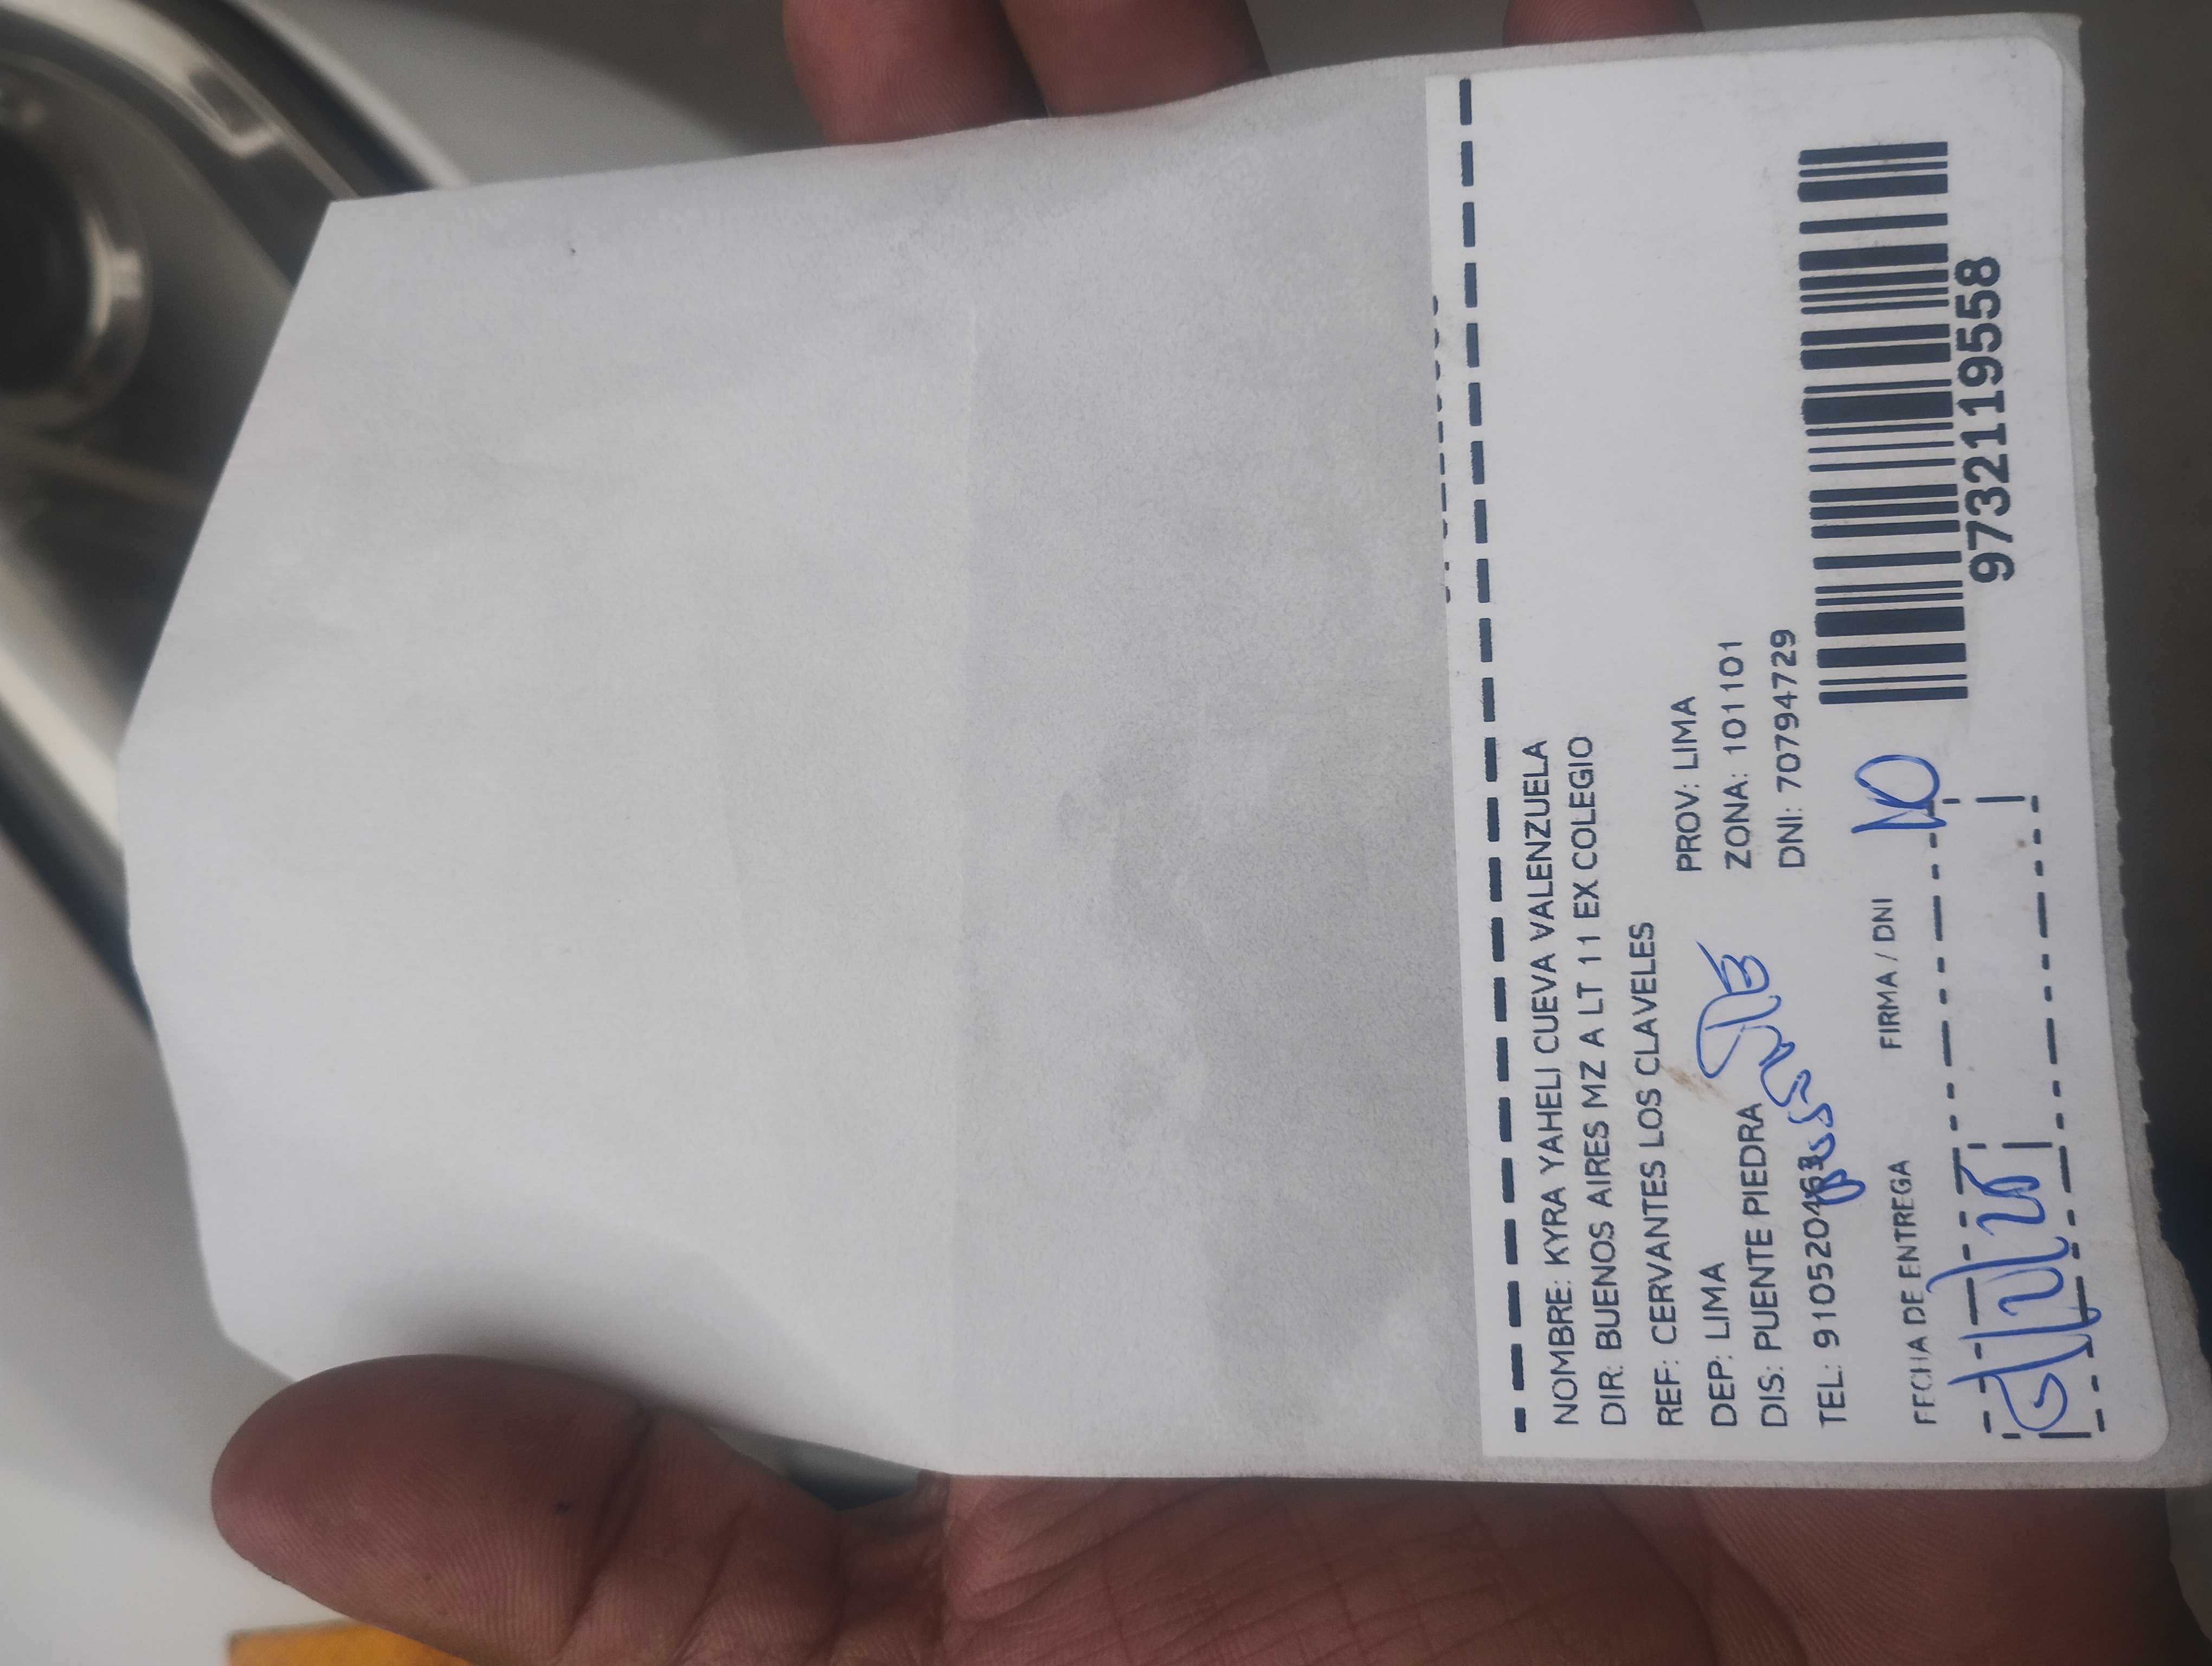 NOMBRE: KYRA YAHELI CUEVA VALENZUELA
DIR: BUENOS AIRES MZ A LT 11 EX COLEGIO
REF: CERVANTES LOS CLAVELES
DEP: LIMA PROV: LIMA
DIS: PUENTE PIEDRA ZONA: 101101
TEL: DNI: 70794729
FECHA DE ENTREGA FIRMA / DNI
9732119558